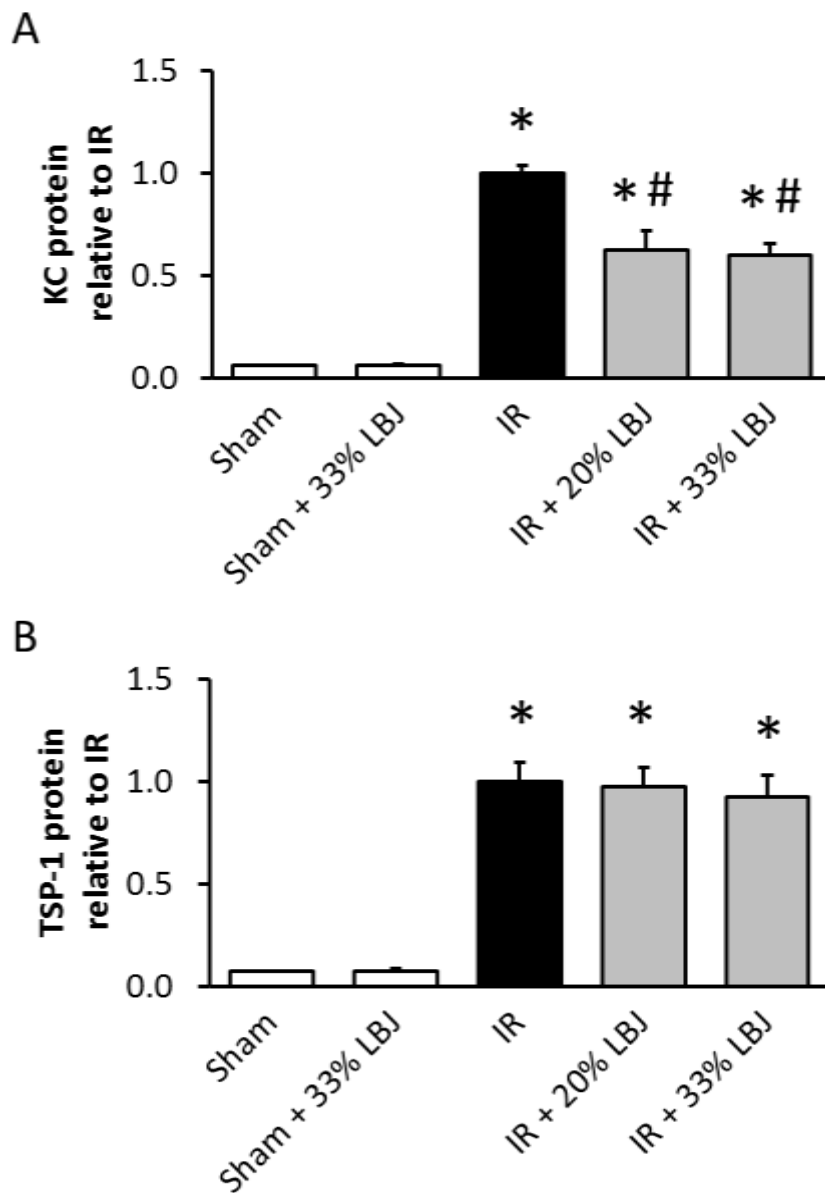 A
KC protein
relative to IR
1.5
1.0
0.5
0.0
*
* #
* #
Sham
Sham + 33% LBJ
IR
IR + 20% LBJ
IR + 33% LBJ
B
TSP-1 protein
relative to IR
1.5
1.0
0.5
0.0
*
*
*
Sham
Sham + 33% LBJ
IR
IR + 20% LBJ
IR + 33% LBJ